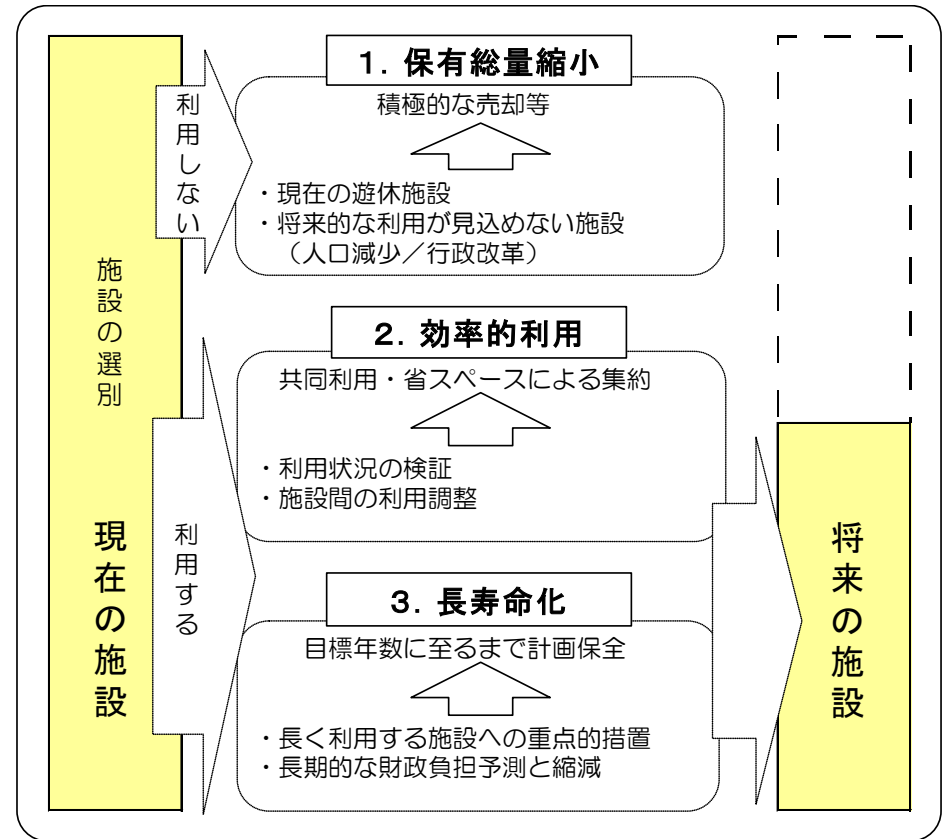 施設の選別
現在の施設
利用しない
1．保有総量縮小
積極的な売却等
・現在の遊休施設
・将来的な利用が見込めない施設
（人口減少／行政改革）
利用する
2．効率的利用
共同利用・省スペースによる集約
・利用状況の検証
・施設間の利用調整
3．長寿命化
目標年数に至るまで計画保全
・長く利用する施設への重点的措置
・長期的な財政負担予測と縮減
将来の施設